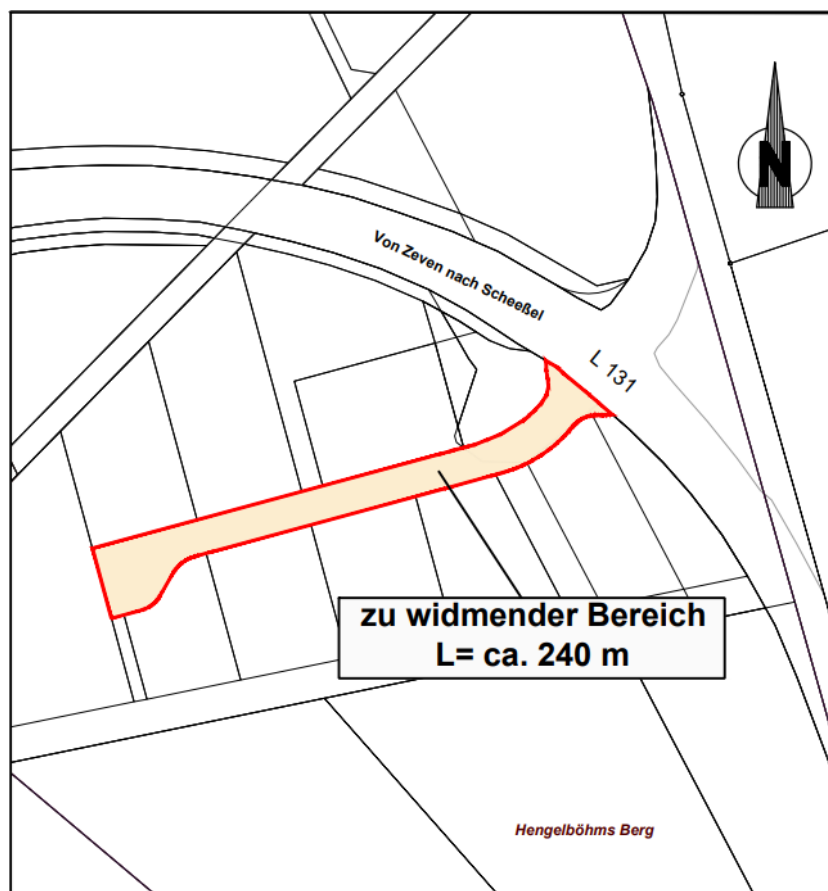 N
Von Zeven nach Scheeßel
L 131
zu widmender Bereich
L= ca. 240 m
Hengelböhms Berg